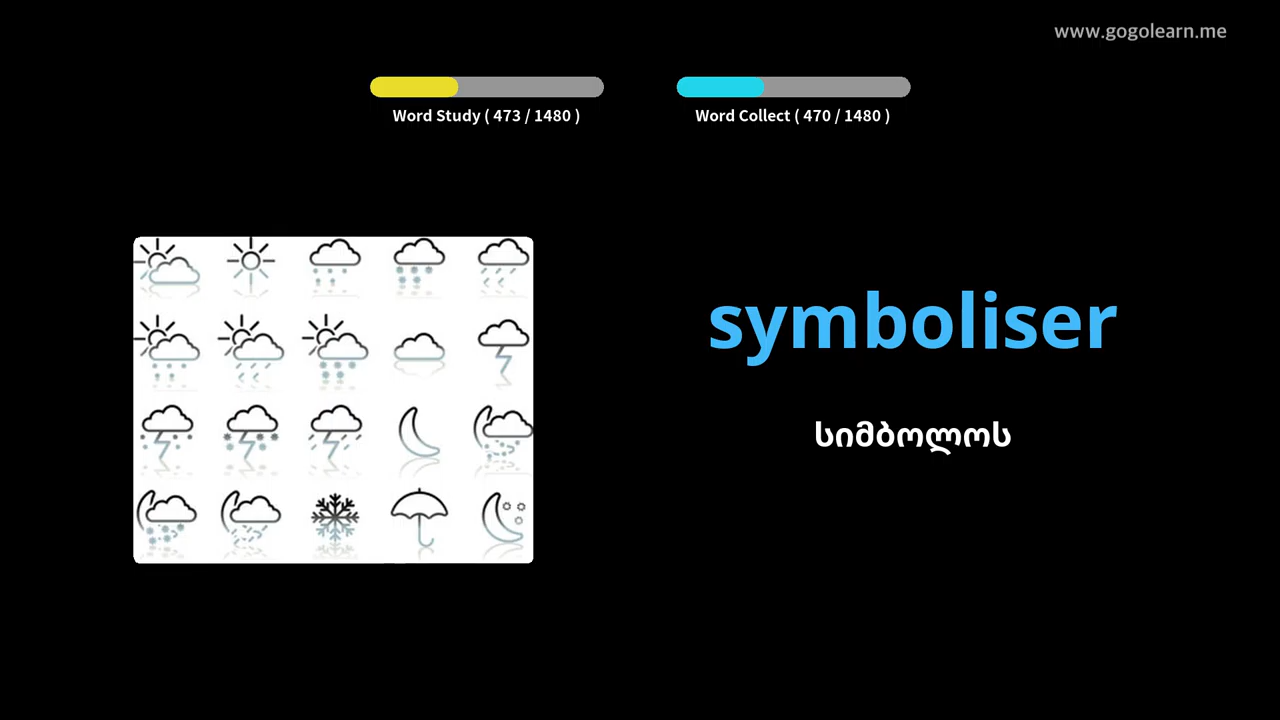 www.gogolearn.me
Word Study ( 473 / 1480 )
Word Collect ( 470 / 1480 )
symboliser
სიმბოლოს